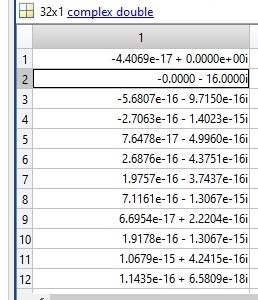 32x1 complex double
1
1 -4.4069e-17 + 0.0000e+00i
2 -0.0000 - 16.0000i
3 -5.6807e-16 - 9.7150e-16i
4 -2.7063e-16 - 1.4023e-15i
5 7.6478e-17 - 4.9960e-16i
6 2.6876e-16 - 4.3751e-16i
7 1.9757e-16 - 3.7437e-16i
8 7.1161e-16 - 1.3067e-15i
9 6.6954e-17 + 2.2204e-16i
10 1.9178e-16 - 1.3067e-15i
11 1.0679e-15 + 4.2415e-16i
12 1.1435e-16 + 6.5809e-18i